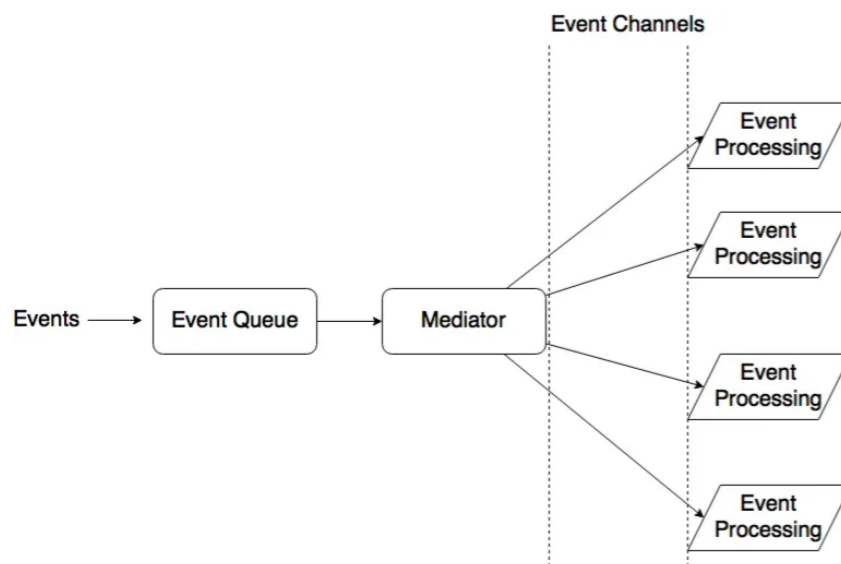 Event Channels
Event
Processing
Event
Processing
Events
Event Queue
Mediator
Event
Processing
Event
Processing